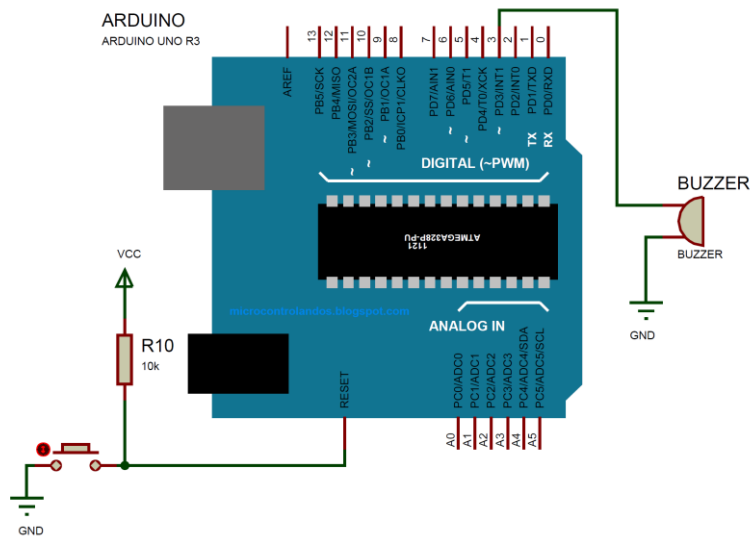 ARDUINO
ARDUINO UNO R3
13
12
11
10
9
8
7
6
5
4
3
2
1
0
AREF
PB5/SCK
PB4/MISO
PB3/MOSI/OC2A
PB2/SS/OC1B
PB1/OC1A
PB0/ICP1/CLKO
PD7/AIN1
PD6/AIN0
PD5/T1
PD4/T0/XCK
PD3/INT1
PD2/INT0
PD1/TXD
PD0/RXD
~
~
~
~
~
~
TX
RX
DIGITAL (~PWM)
BUZZER
BUZZER
GND
1121
ATMEGA328P-PU
VCC
microcontrolandos.blogspot.com
ANALOG IN
R10
10k
RESET
PC0/ADC0
PC1/ADC1
PC2/ADC2
PC3/ADC3
PC4/ADC4/SDA
PC5/ADC5/SCL
A0
A1
A2
A3
A4
A5
GND